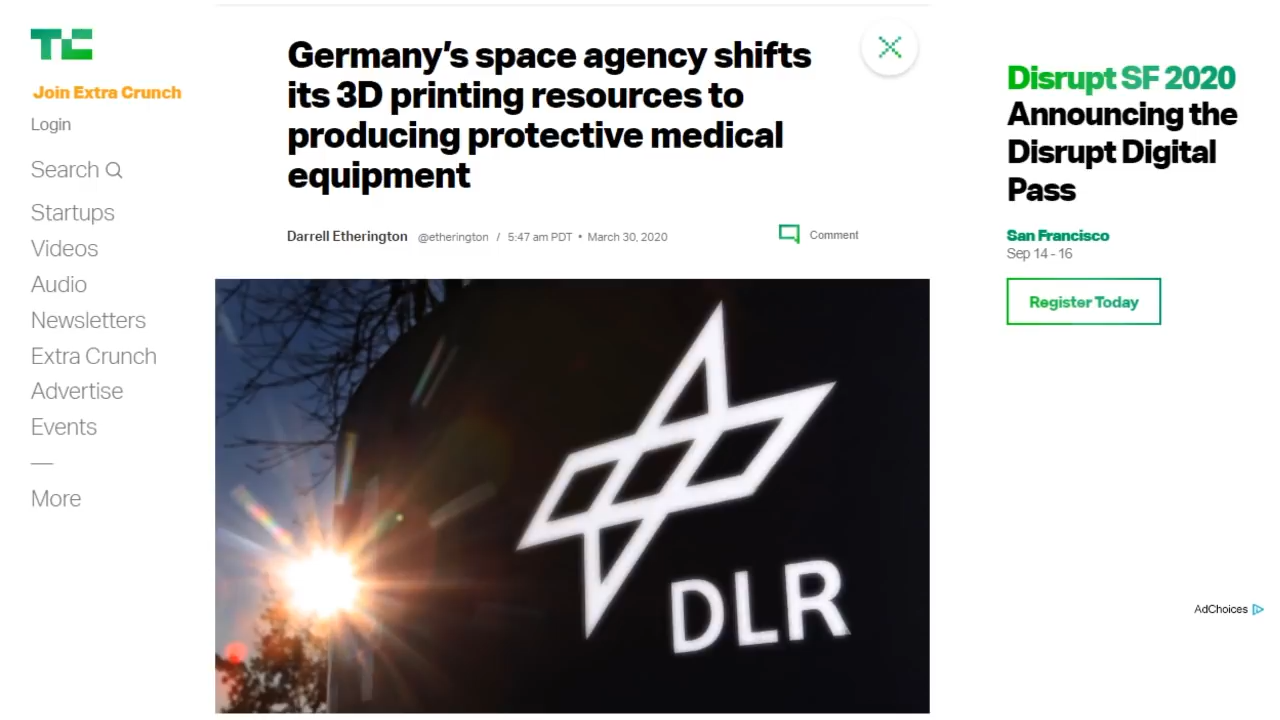 TC
Join Extra Crunch
Login
Search
Startups
Videos
Audio
Newsletters
Extra Crunch
Advertise
Events
—
More
Germany’s space agency shifts
its 3D printing resources to
producing protective medical
equipment
Darrell Etherington @etherington / 5:47 am PDT • March 30, 2020
Comment
DLR
Disrupt SF 2020
Announcing the
Disrupt Digital
Pass
San Francisco
Sep 14 - 16
Register Today
AdChoices